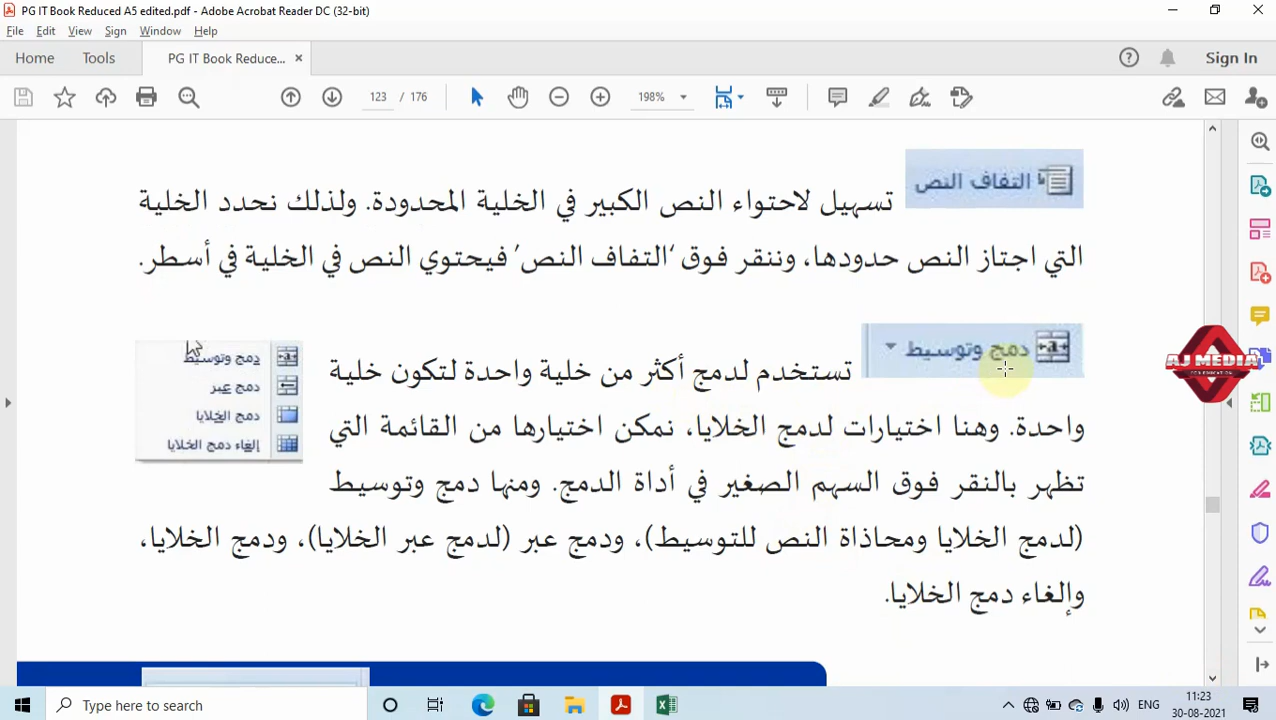 PG IT Book Reduced A5 edited.pdf - Adobe Acrobat Reader DC (32-bit)
File Edit View Sign Window Help
Home Tools PG IT Book Reduce... × Sign In
123 / 176 198%
التفاف النص
تسهيل لاحتواء النص الكبير في الخلية المحدودة. ولذلك نحدد الخلية
التي اجتاز النص حدودها، وننقر فوق ‘التفاف النص’ فيحتوي النص في الخلية في أسطر.
دمج وتوسيط
تستخدم لدمج أكثر من خلية واحدة لتكون خلية
واحدة. وهنا اختيارات لدمج الخلايا، نمكن اختيارها من القائمة التي
تظهر بالنقر فوق السهم الصغير في أداة الدمج. ومنها دمج وتوسيط
(لدمج الخلايا ومحاذاة النص للتوسيط)، ودمج عبر (لدمج عبر الخلايا)، ودمج الخلايا،
وإلغاء دمج الخلايا.
دمج وتوسيط
دمج عبر
دمج الخلايا
إلغاء دمج الخلايا
AJ MEDIA
FOR EDUCATION
Type here to search
ENG
11:23
30-08-2021